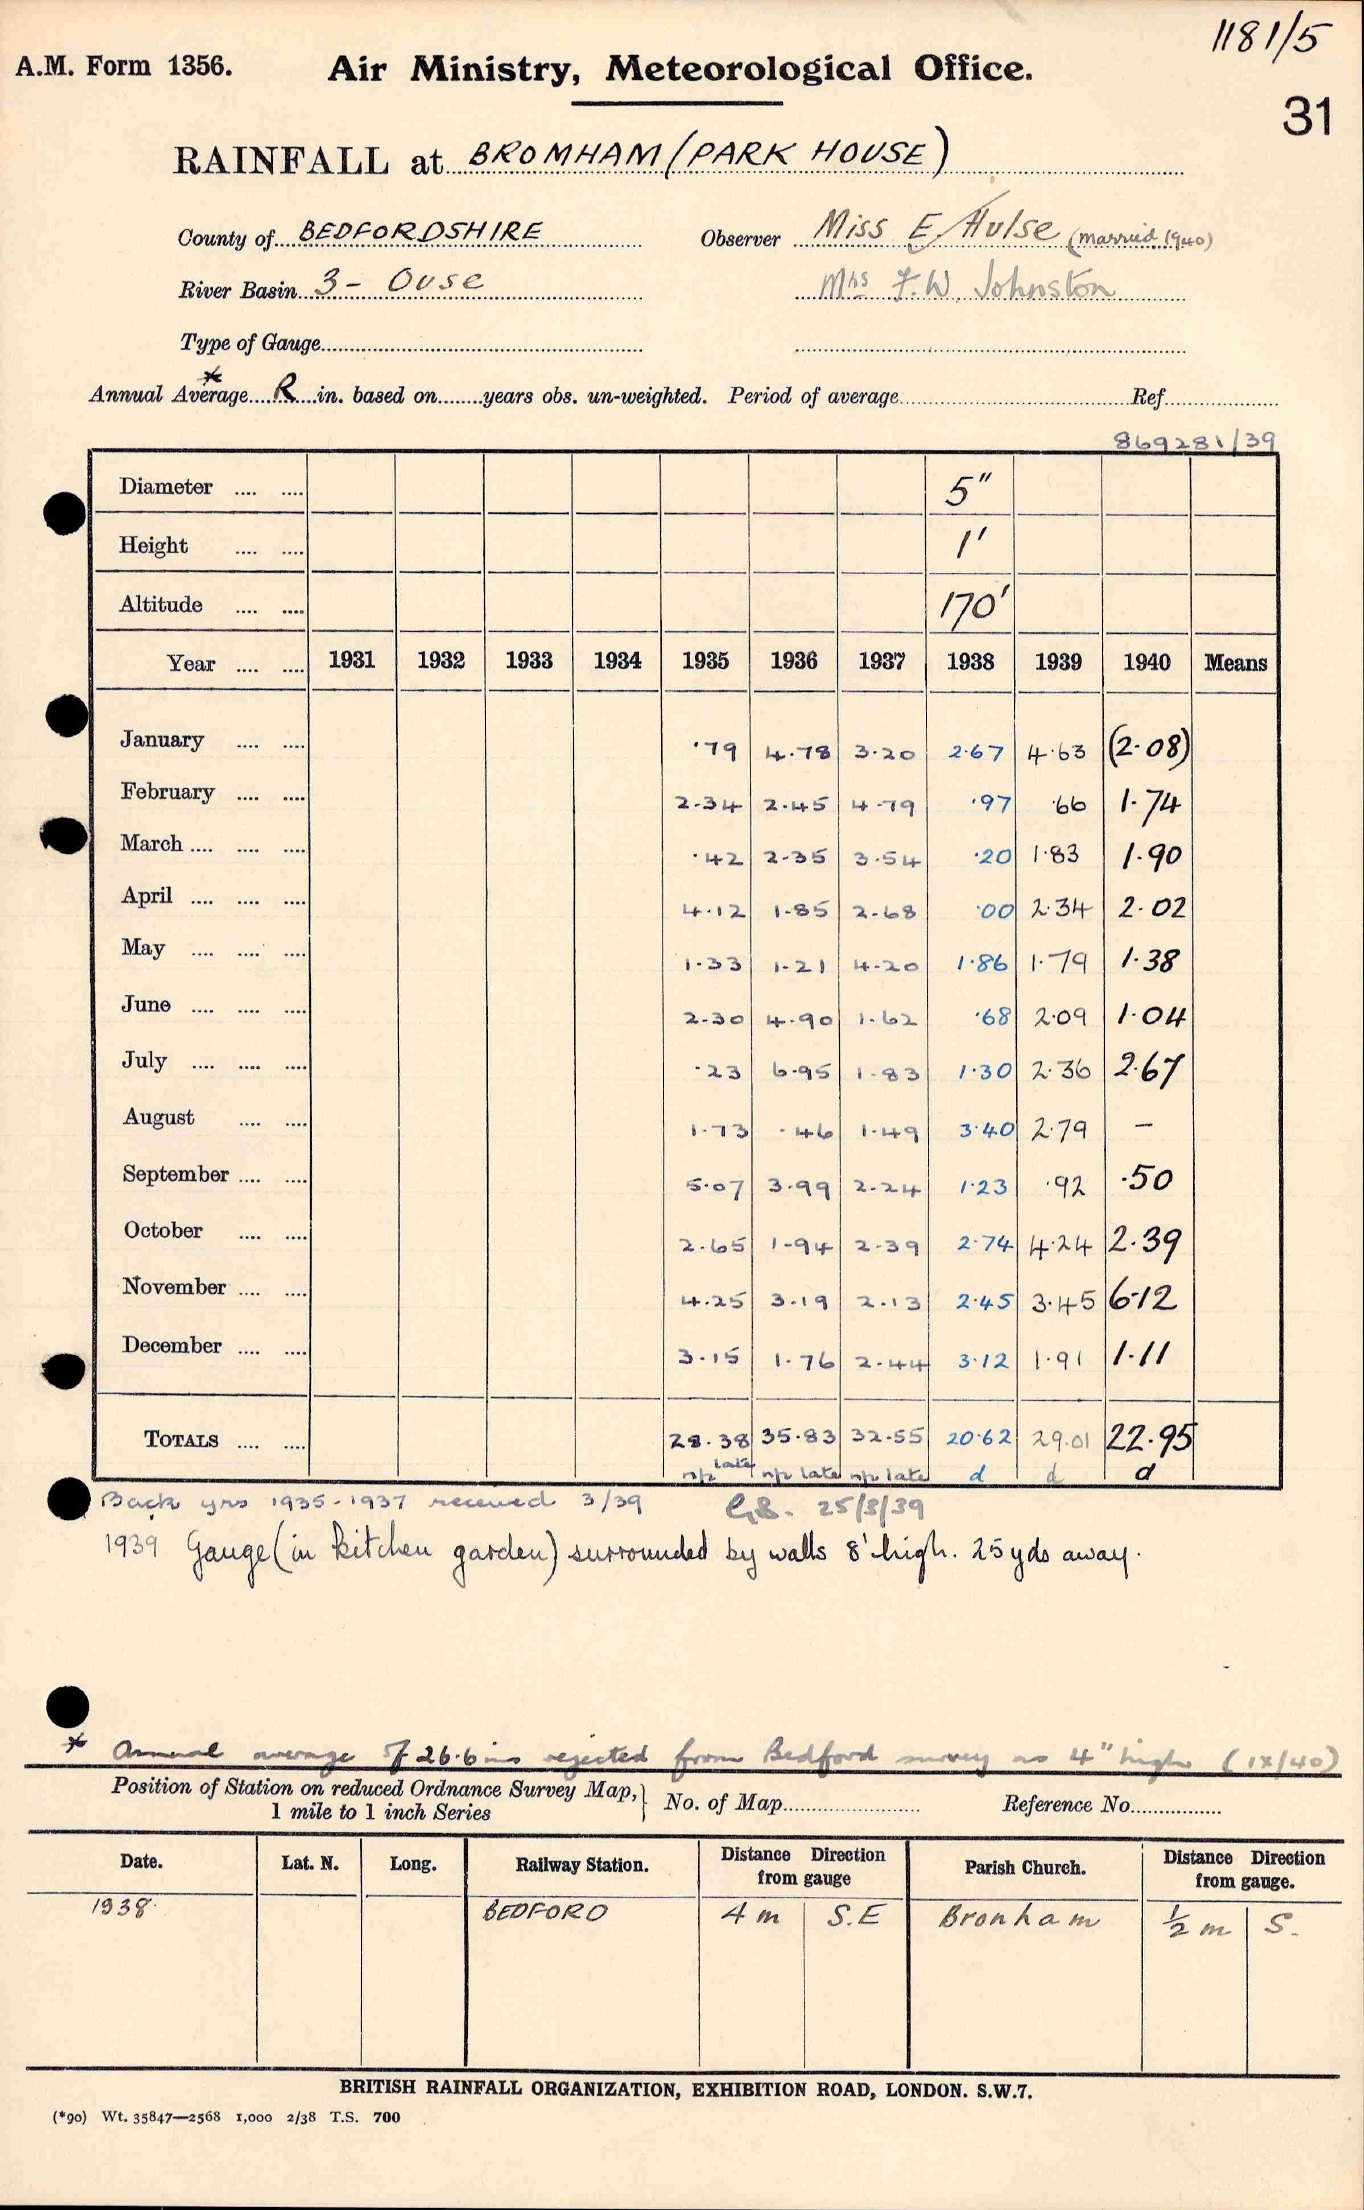 1181/5
A.M. Form 1356. Air Ministry, Meteorological Office.
31
RAINFALL at BROMHAM (PARK HOUSE)
County of BEDFORDSHIRE Observer Miss E Hulse (married 1940)
River Basin 3 - Ouse Mrs F.W. Johnston
Type of Gauge
Annual Average R in. based on years obs. un-weighted. Period of average Ref
869281/39
Diameter .... .... 5"
Height .... .... 1'
Altitude .... .... 170'
Year .... .... 1931 1932 1933 1934 1935 1936 1937 1938 1939 1940 Means
January .... .... ·79 4·78 3·20 2·67 4·63 (2·08)
February .... .... 2·34 2·45 4·79 ·97 ·66 1·74
March .... .... .... ·42 2·35 3·54 ·20 1·83 1·90
April .... .... .... 4·12 1·85 2·68 ·00 2·34 2·02
May .... .... .... 1·33 1·21 4·20 1·86 1·79 1·38
June .... .... .... 2·30 4·90 1·62 ·68 2·09 1·04
July .... .... .... ·23 6·95 1·83 1·30 2·36 2·67
August .... .... 1·73 ·46 1·49 3·40 2·79 –
September .... .... 5·07 3·99 2·24 1·23 ·92 ·50
October .... .... 2·65 1·94 2·39 2·74 4·24 2·39
November .... .... 4·25 3·19 2·13 2·45 3·45 6·12
December .... .... 3·15 1·76 2·44 3·12 1·91 1·11
TOTALS .... .... 28·38 35·83 32·55 20·62 29·01 22·95
np late np late np late d d d
Back yrs 1935-1937 received 3/39 25/3/39
1939 Gauge (in kitchen garden) surrounded by walls 8' high. 25 yds away.
* Annual average of 26·6 ins rejected from Bedford survey as 4" high (IX/40)
Position of Station on reduced Ordnance Survey Map, } No. of Map Reference No.
1 mile to 1 inch Series
Date. Lat. N. Long. Railway Station. Distance Direction from gauge Parish Church. Distance Direction from gauge.
1938 BEDFORD 4 m S.E Bronham ½ m S.
BRITISH RAINFALL ORGANIZATION, EXHIBITION ROAD, LONDON. S.W.7.
(*90) Wt. 35847—2568 1,000 2/38 T.S. 700